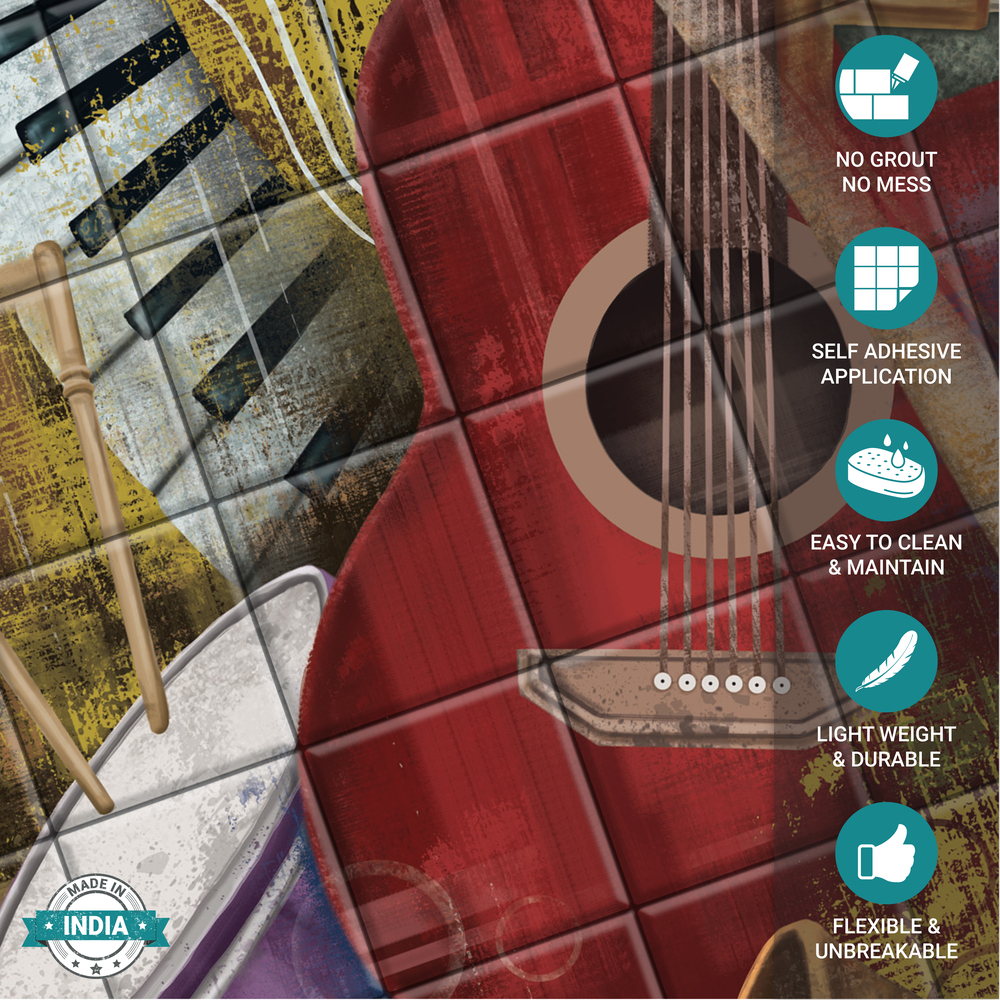 NO GROUT
NO MESS
SELF ADHESIVE
APPLICATION
EASY TO CLEAN
& MAINTAIN
LIGHT WEIGHT
& DURABLE
FLEXIBLE &
UNBREAKABLE
MADE IN
INDIA